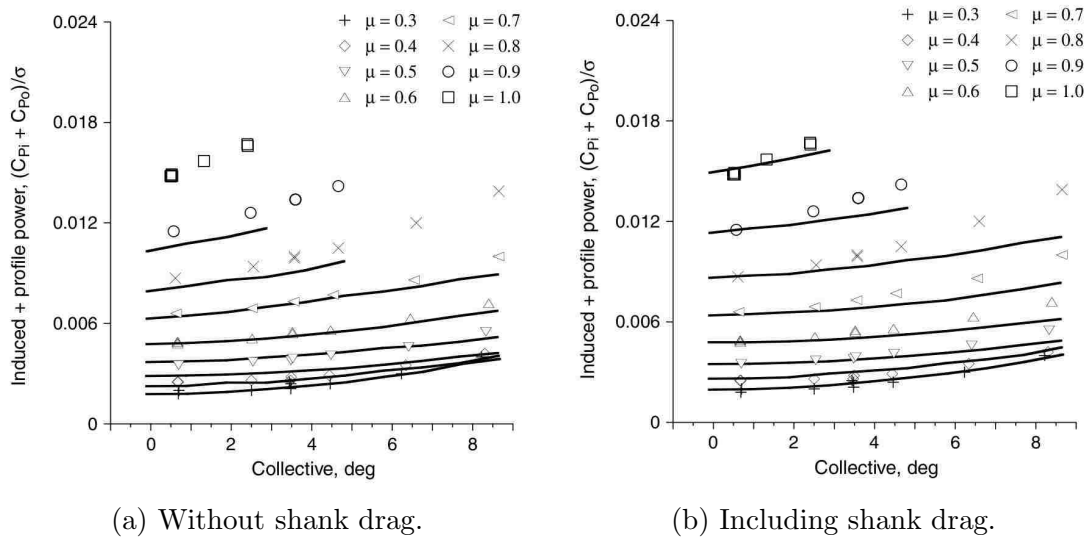 Induced + profile power, (C_Pi + C_Po)/σ
0.024
0.018
0.012
0.006
0
0 2 4 6 8
Collective, deg
μ = 0.3 μ = 0.7
μ = 0.4 μ = 0.8
μ = 0.5 μ = 0.9
μ = 0.6 μ = 1.0
(a) Without shank drag.
Induced + profile power, (C_Pi + C_Po)/σ
0.024
0.018
0.012
0.006
0
0 2 4 6 8
Collective, deg
μ = 0.3 μ = 0.7
μ = 0.4 μ = 0.8
μ = 0.5 μ = 0.9
μ = 0.6 μ = 1.0
(b) Including shank drag.